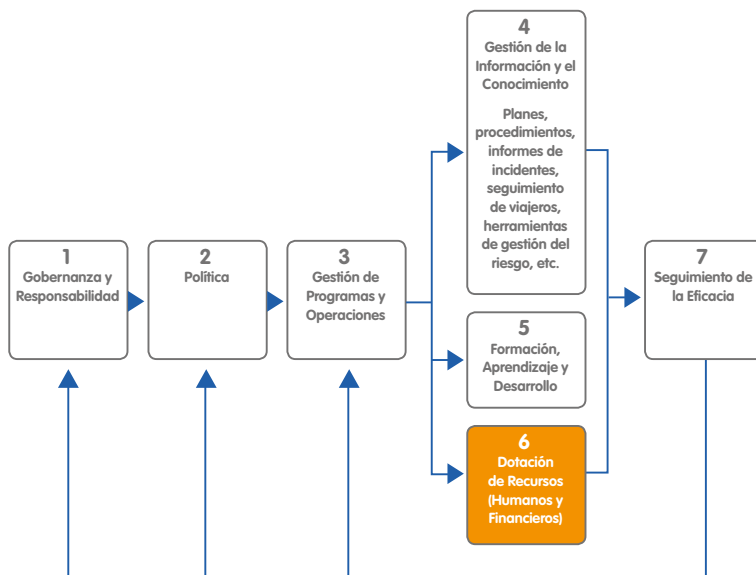 1
Gobernanza y
Responsabilidad
2
Política
3
Gestión de
Programas y
Operaciones
4
Gestión de la
Información y el
Conocimiento
Planes,
procedimientos,
informes de
incidentes,
seguimiento
de viajeros,
herramientas
de gestión del
riesgo, etc.
5
Formación,
Aprendizaje y
Desarrollo
6
Dotación
de Recursos
(Humanos y
Financieros)
7
Seguimiento de
la Eficacia